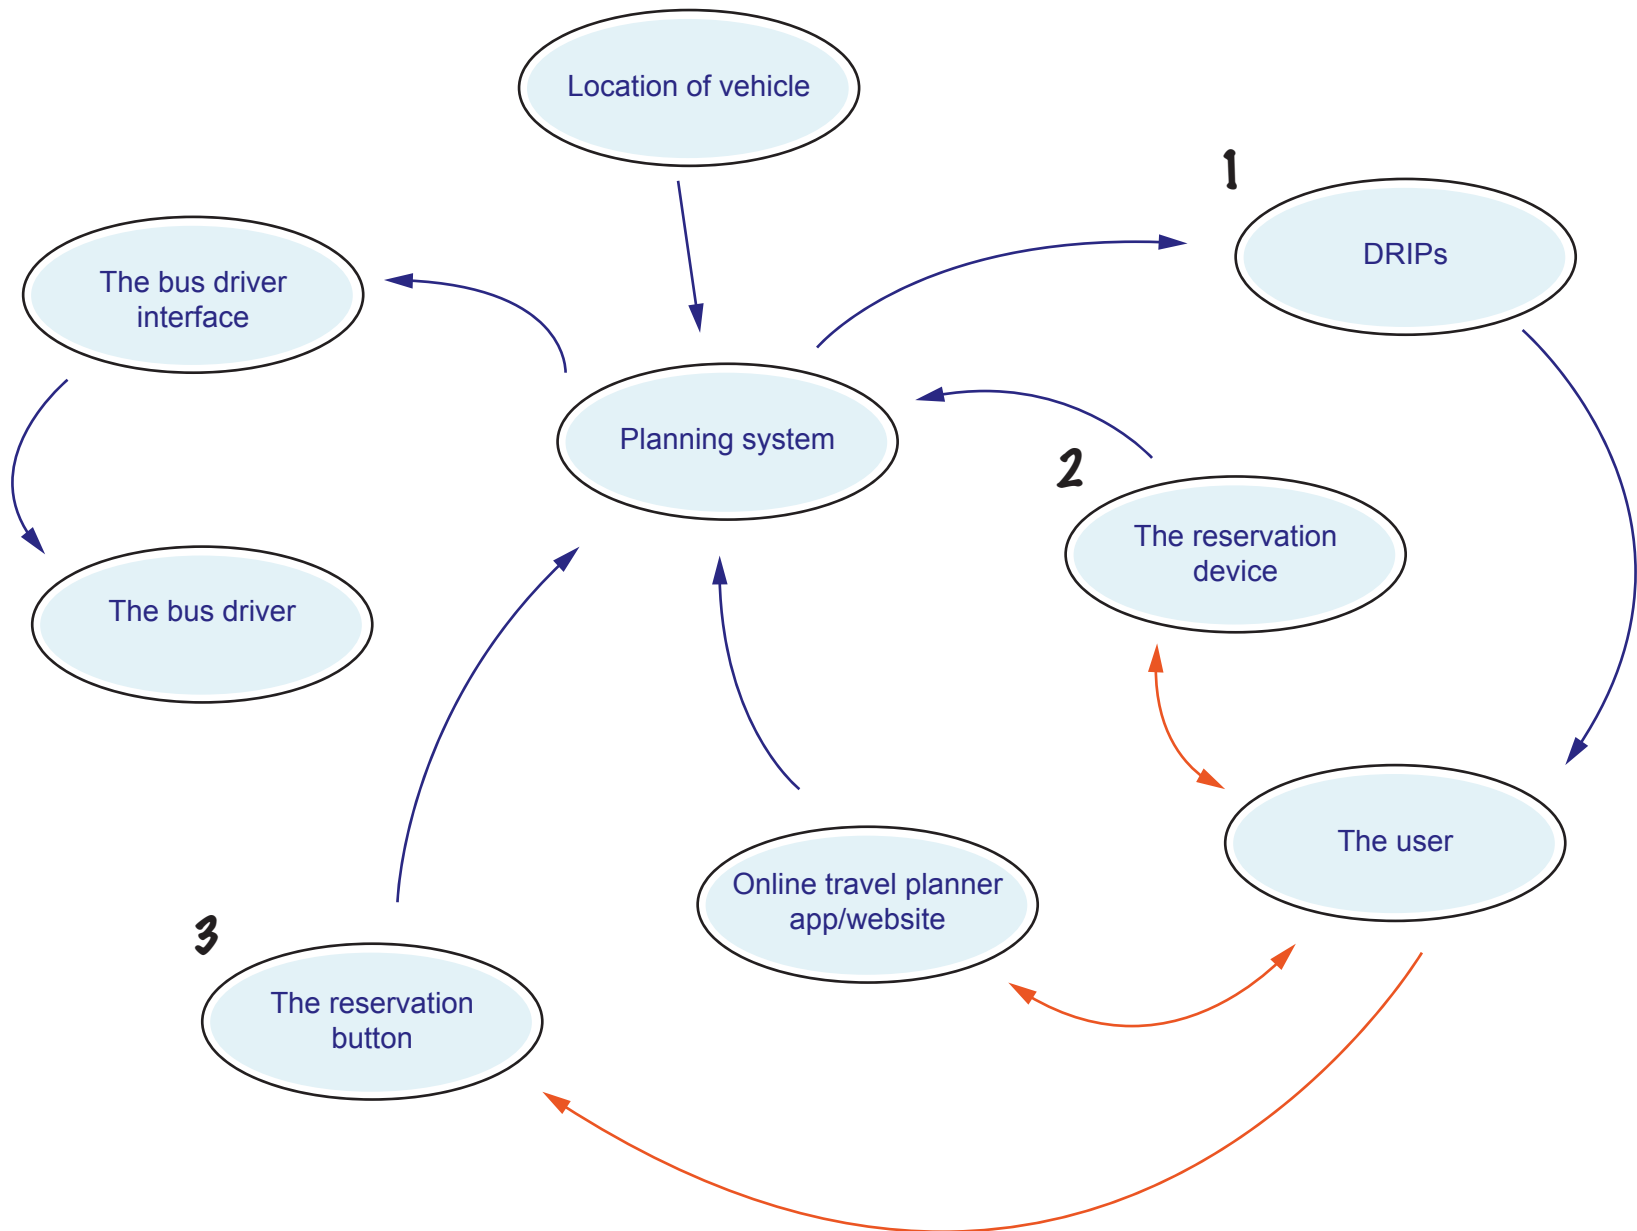 Location of vehicle
1
DRIPs
The bus driver
interface
Planning system
2
The reservation
device
The bus driver
The user
Online travel planner
app/website
3
The reservation
button